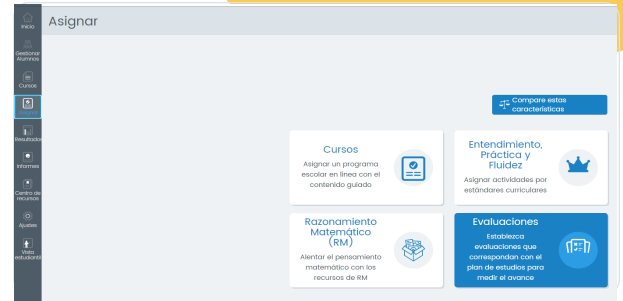 Inicio
Asignar
Gestionar
Alumnos
Cursos
Asignar
Resultados
Informes
Centro de
recursos
Ajustes
Vista
estudiantil
Compare estas
características
Cursos
Asignar un programa
escolar en línea con el
contenido guiado
Entendimiento,
Práctica y
Fluidez
Asignar actividades por
estándares curriculares
Razonamiento
Matemático
(RM)
Alentar el pensamiento
matemático con los
recursos de RM
Evaluaciones
Establezca
evaluaciones que
correspondan con el
plan de estudios para
medir el avance